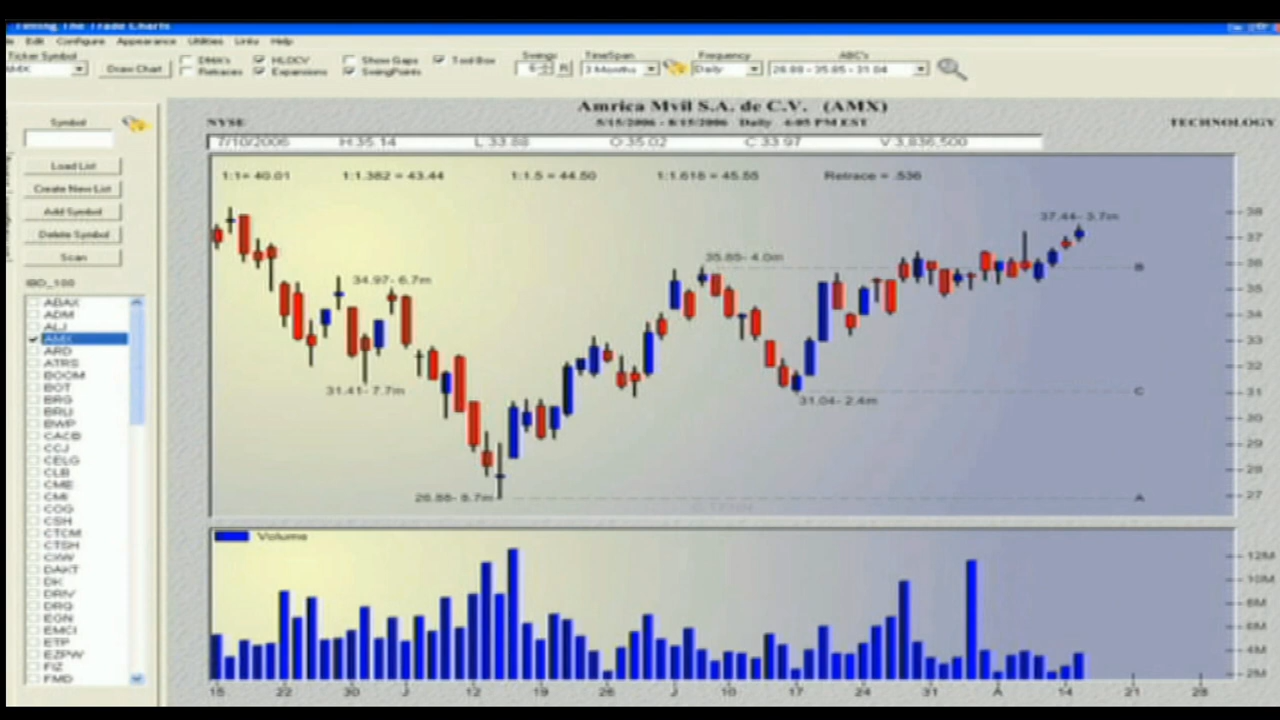 Timing The Trade Charts
Edit Configure Appearance Utilities Links Help
Ticker Symbol
AMX
Draw Chart
DMA's
Retraces
HLOCV
Expansions
Show Gaps
SwingPoints
Tool Box
Swings
6
R
TimeSpan
3 Months
Frequency
Daily
ABC's
26.88 - 35.85 - 31.04
Amrica Mvil S.A. de C.V. (AMX)
NYSE
5/15/2006 - 8/15/2006 Daily 4:05 PM EST
TECHNOLOGY
7/10/2006 H:35.14 L:33.88 O:35.02 C:33.97 V:3,836,500
Symbol
Load List
Create New List
Add Symbol
Delete Symbol
Scan
IBD_100
ABAX
ADM
ALJ
AMX
ARD
ATRS
BOOM
BOT
BRG
BRLI
BWP
CACB
CCJ
CELG
CLB
CME
CMI
COG
CSH
CTCM
CTSH
CXW
DAKT
DK
DRIV
DRQ
EGN
EMCI
ETP
EZPW
FIZ
FMD
1:1= 40.01 1:1.382 = 43.44 1:1.5 = 44.50 1:1.618 = 45.55 Retrace = .536
37.44- 3.7m
35.85- 4.0m
34.97- 6.7m
31.41- 7.7m
31.04- 2.4m
26.88- 8.7m
B
C
A
38
37
36
35
34
33
32
31
30
29
28
27
Volume
12M
10M
8M
6M
4M
2M
15 22 30 J 12 19 26 J 10 17 24 31 A 14 21 28